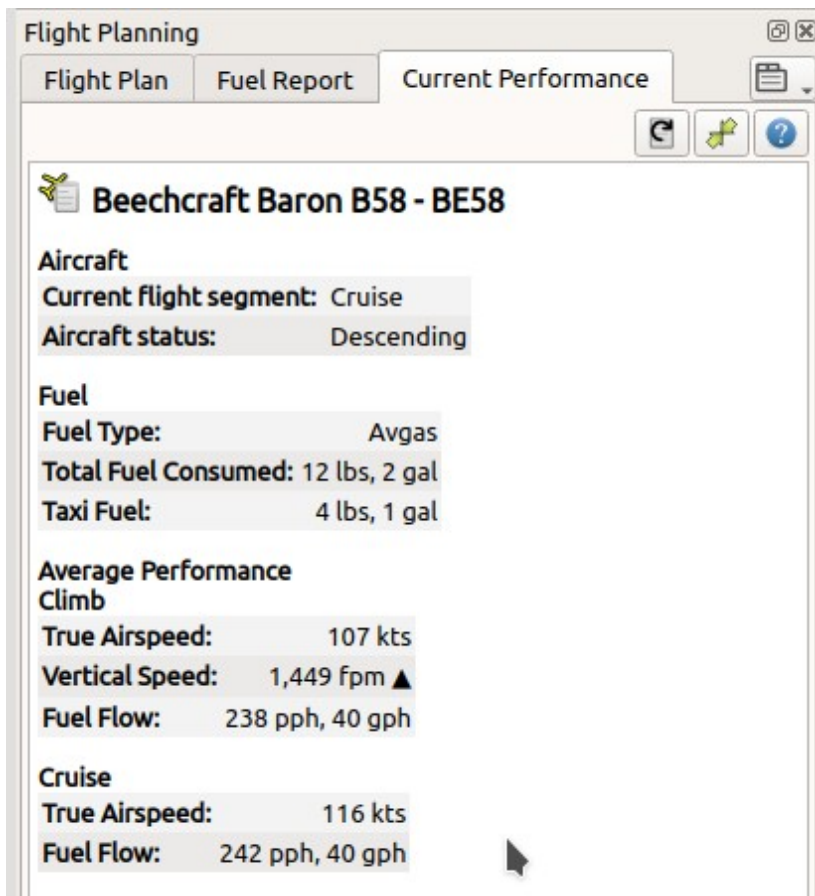 Flight Planning
Flight Plan Fuel Report Current Performance
Beechcraft Baron B58 - BE58
Aircraft
Current flight segment: Cruise
Aircraft status: Descending
Fuel
Fuel Type: Avgas
Total Fuel Consumed: 12 lbs, 2 gal
Taxi Fuel: 4 lbs, 1 gal
Average Performance
Climb
True Airspeed: 107 kts
Vertical Speed: 1,449 fpm ▲
Fuel Flow: 238 pph, 40 gph
Cruise
True Airspeed: 116 kts
Fuel Flow: 242 pph, 40 gph